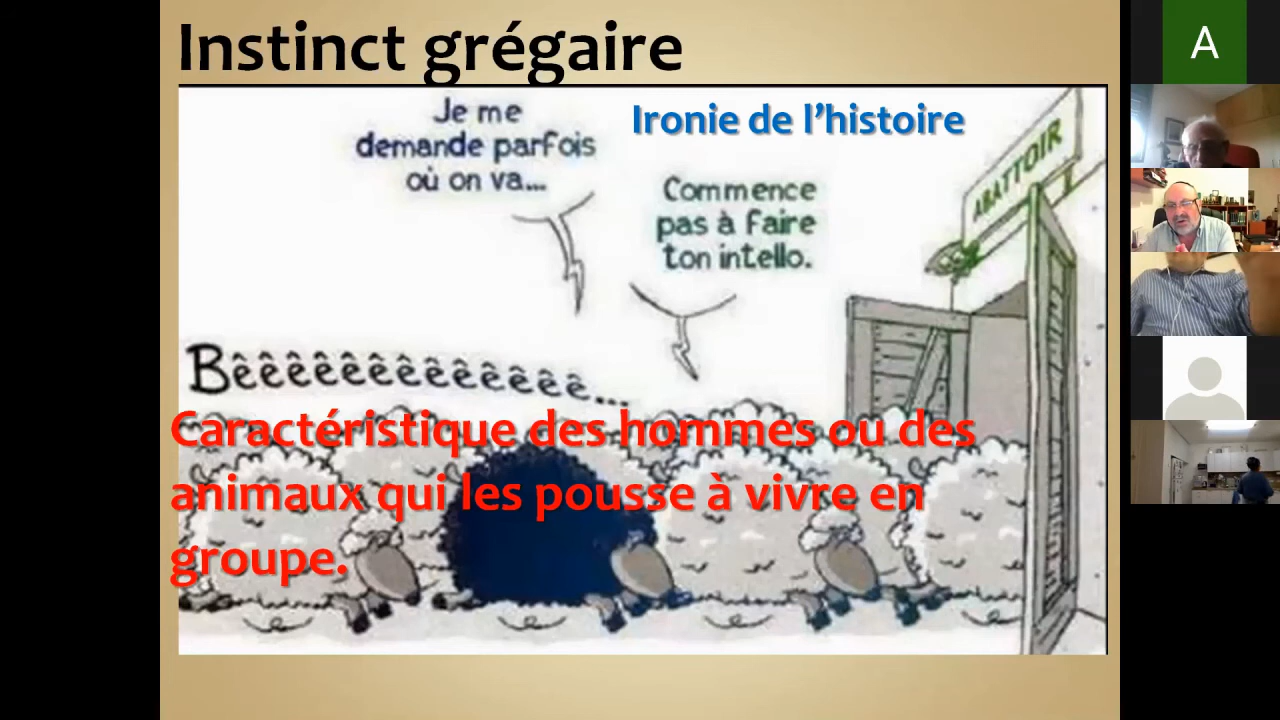 Instinct grégaire
Je me
demande parfois
où on va...
Ironie de l'histoire
Commence
pas à faire
ton intello.
ABATTOIR
Bêêêêêêêêêêêêê...
Caractéristique des hommes ou des
animaux qui les pousse à vivre en
groupe.
A